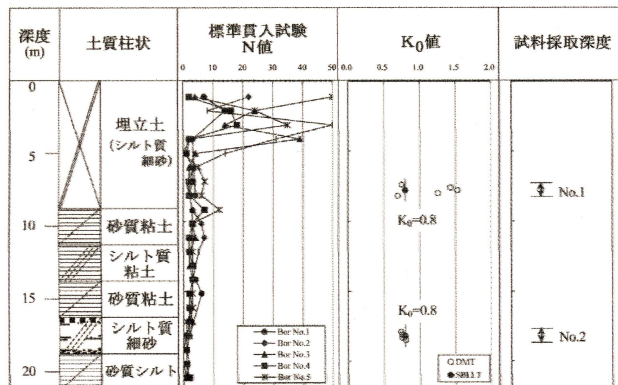 深度
(m)
土質柱状
標準貫入試験
N値
K0値
試料採取深度
0 10 20 30 40 50
0.0 0.5 1.0 1.5 2.0
0
5
10
15
20
埋立土
(シルト質
細砂)
砂質粘土
シルト質
粘土
砂質粘土
シルト質
細砂
砂質シルト
Bor No.1
Bor No.2
Bor No.3
Bor No.4
Bor No.5
K0=0.8
K0=0.8
DMT
No.1
No.2